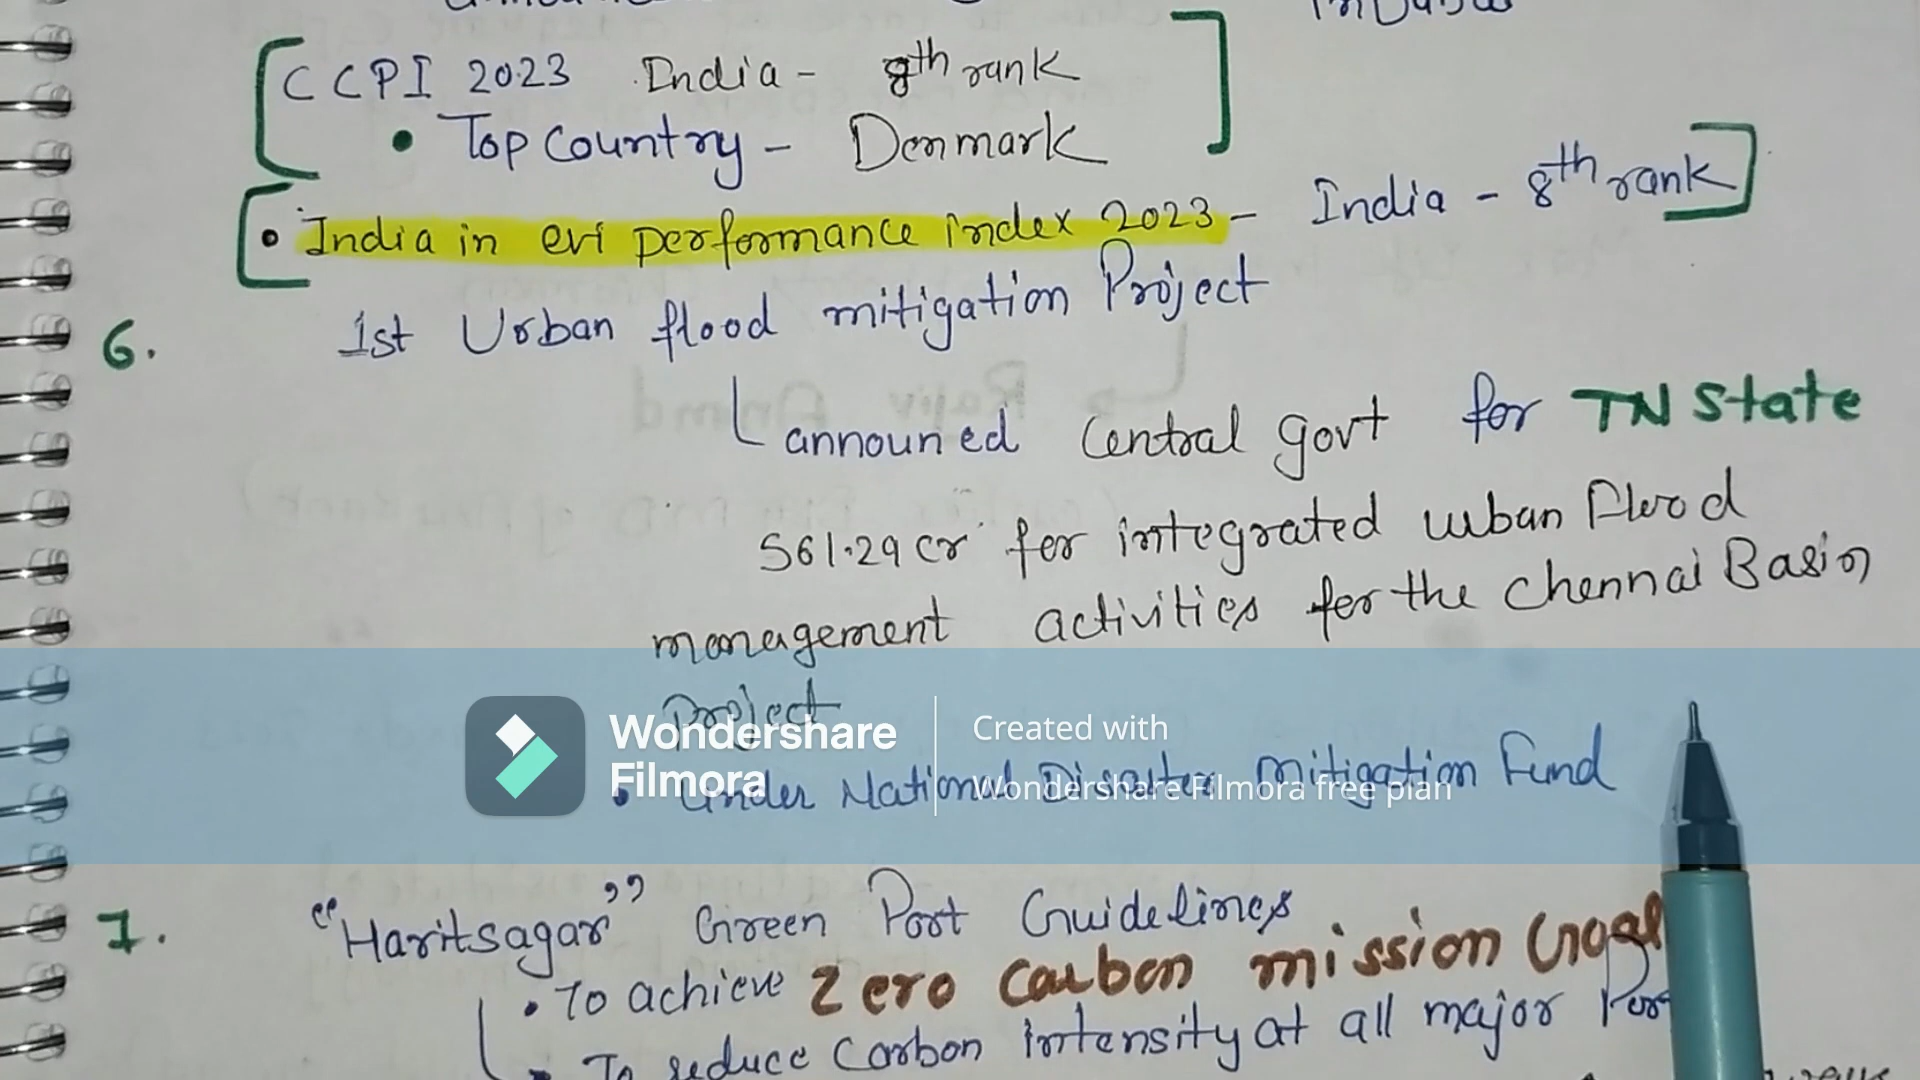 CCPI 2023 India - 8th rank
• Top Country - Denmark
• India in evi performance index 2023 - India - 8th rank
6. 1st Urban flood mitigation Project
announ ed Central govt for TN State
561.29 cr for integrated urban Flood
management activities for the Chennai Basin
Project
• Under National Disaster Mitigation Fund
Wondershare
Filmora
Created with
Wondershare Filmora free plan
7. "Haritsagar" Green Port Guidelines
• To achieve Zero Carbon mission Goal
• To reduce Carbon intensity at all major Por